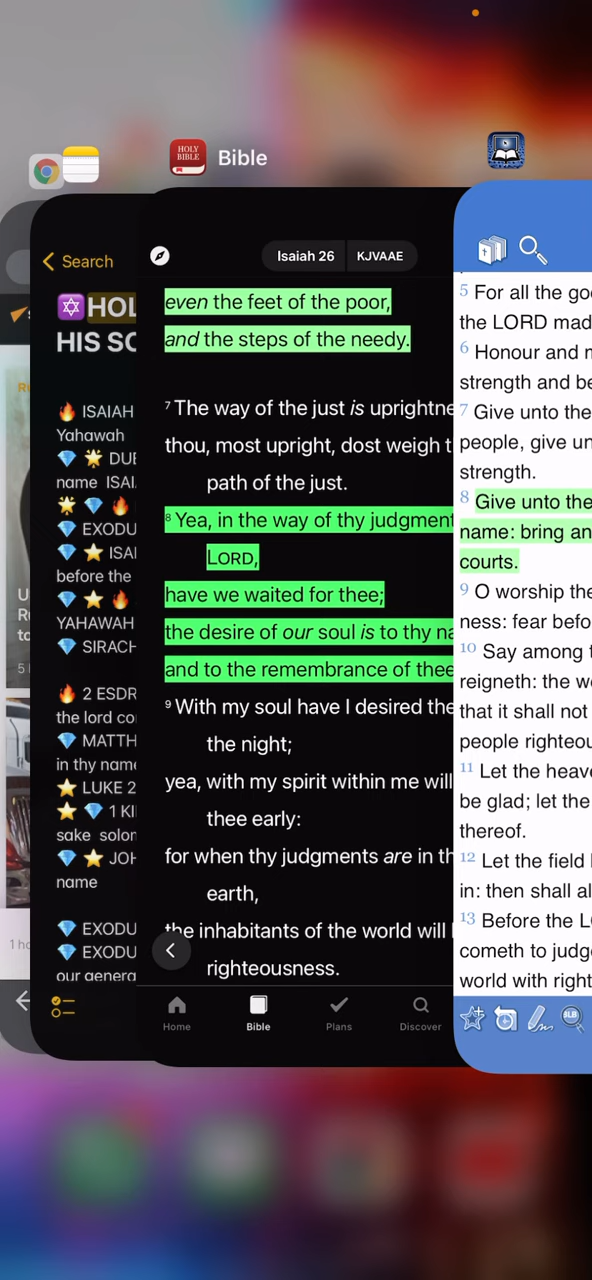 Bible
HOLY
BIBLE
Search
HOL
HIS SO
ISAIAH
Yahawah
DUE
name ISAI
EXODU
ISAI
before the
YAHAWAH
SIRACH
2 ESDR
the lord co
MATTH
in thy name
LUKE 2
1 KI
sake solor
JOH
name
EXODU
EXODU
our genera
Isaiah 26
KJVAAE
even the feet of the poor,
and the steps of the needy.
7 The way of the just is uprightne
thou, most upright, dost weigh t
path of the just.
8 Yea, in the way of thy judgment
LORD,
have we waited for thee;
the desire of our soul is to thy na
and to the remembrance of thee
9 With my soul have I desired the
the night;
yea, with my spirit within me will
thee early:
for when thy judgments are in th
earth,
the inhabitants of the world will l
righteousness.
Home
Bible
Plans
Discover
5 For all the go
the LORD mad
6 Honour and m
strength and be
7 Give unto the
people, give un
strength.
8 Give unto the
name: bring an
courts.
9 O worship the
ness: fear befo
10 Say among t
reigneth: the wo
that it shall not
people righteou
11 Let the heave
be glad; let the
thereof.
12 Let the field b
in: then shall al
13 Before the LO
cometh to judge
world with right
BLB